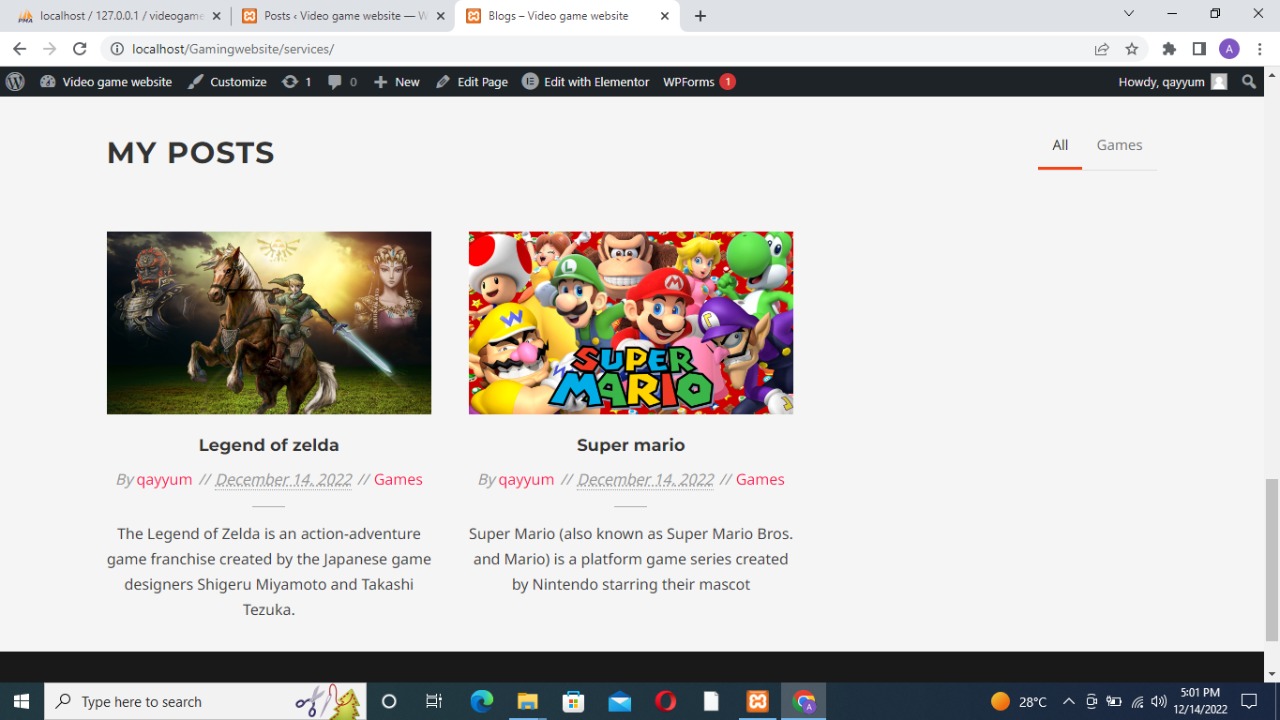 localhost / 127.0.0.1 / videogame
Posts ‹ Video game website — W
Blogs – Video game website
localhost/Gamingwebsite/services/
A
Video game website
Customize
1
0
New
Edit Page
Edit with Elementor
WPForms 1
Howdy, qayyum
MY POSTS
All
Games
SUPER
MARIO
Legend of zelda
By qayyum // December 14, 2022 // Games
The Legend of Zelda is an action-adventure
game franchise created by the Japanese game
designers Shigeru Miyamoto and Takashi
Tezuka.
Super mario
By qayyum // December 14, 2022 // Games
Super Mario (also known as Super Mario Bros.
and Mario) is a platform game series created
by Nintendo starring their mascot
Type here to search
28°C
5:01 PM
12/14/2022